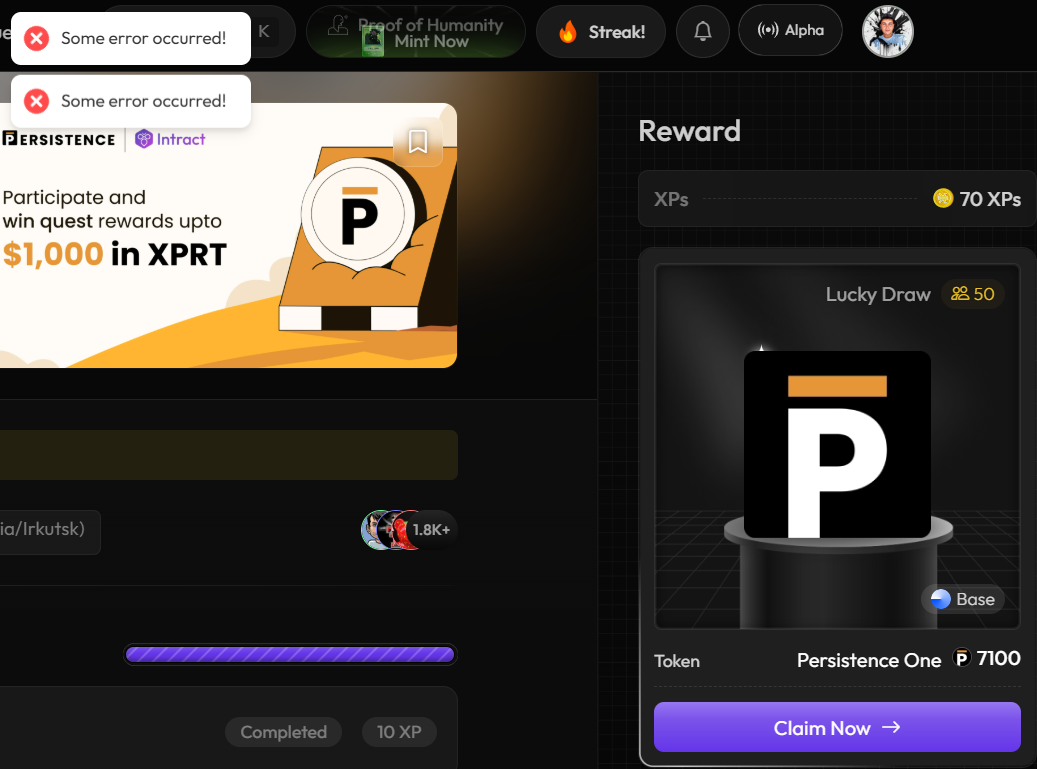 Some error occurred!
K
Proof of Humanity
Mint Now
Streak!
Alpha
Some error occurred!
PERSISTENCE | Intract
Participate and
win quest rewards upto
$1,000 in XPRT
P
Reward
XPs
70 XPs
Lucky Draw
50
P
Base
ia/Irkutsk)
1.8K+
Token
Persistence One
P
7100
Completed
10 XP
Claim Now →